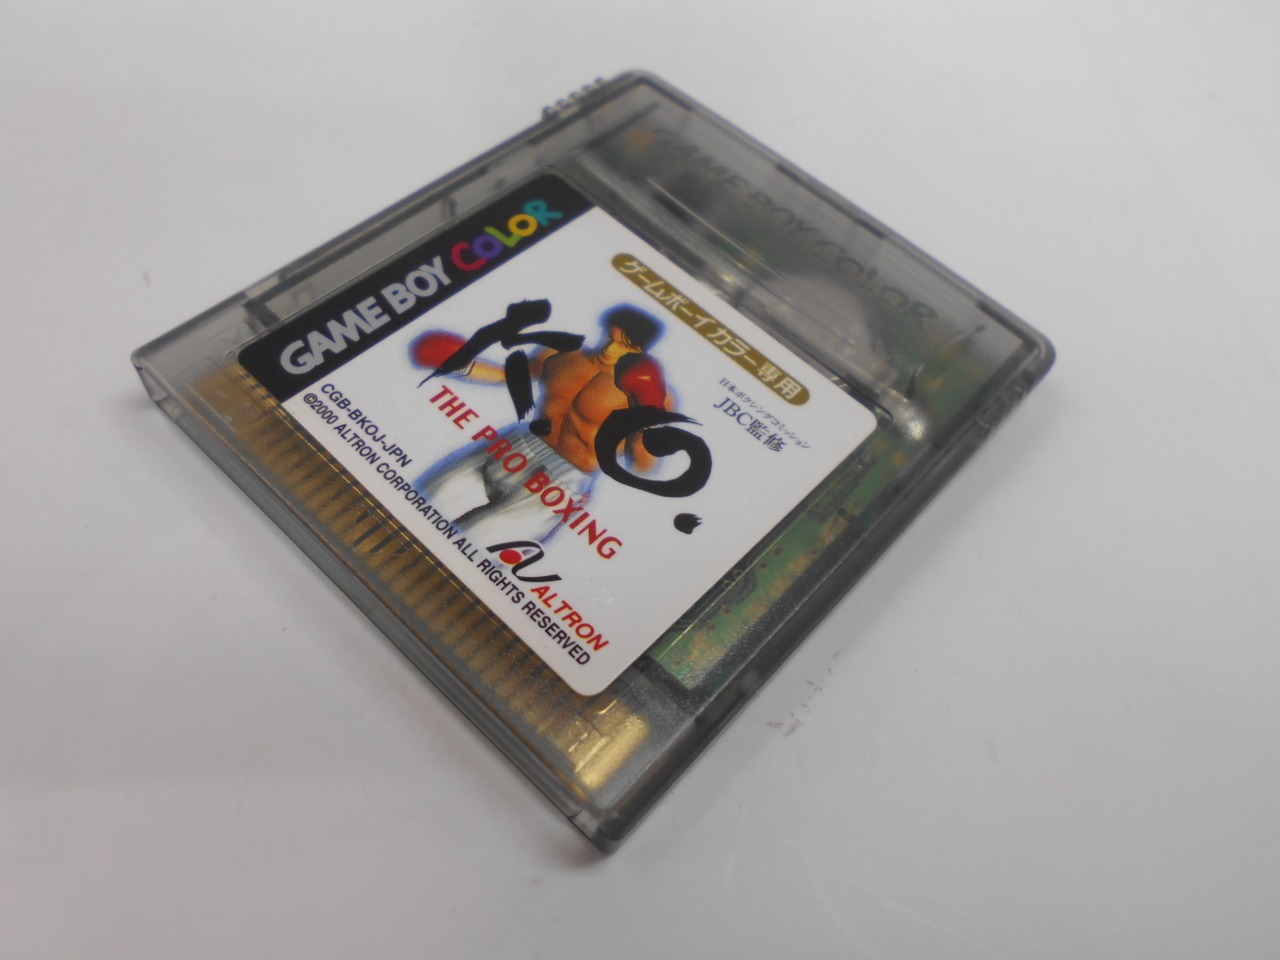 GAME BOY COLOR
GAME BOY COLOR
ゲームボーイカラー専用
日本ボクシングコミッション
JBC監修
K.O.
THE PRO BOXING
ALTRON
CGB-BKOJ-JPN
©2000 ALTRON CORPORATION ALL RIGHTS RESERVED